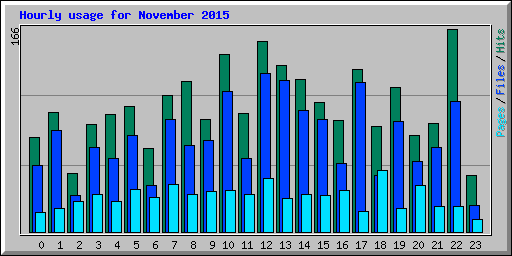 Hourly usage for November 2015
166
Pages/Files/Hits
0 1 2 3 4 5 6 7 8 9 10 11 12 13 14 15 16 17 18 19 20 21 22 23